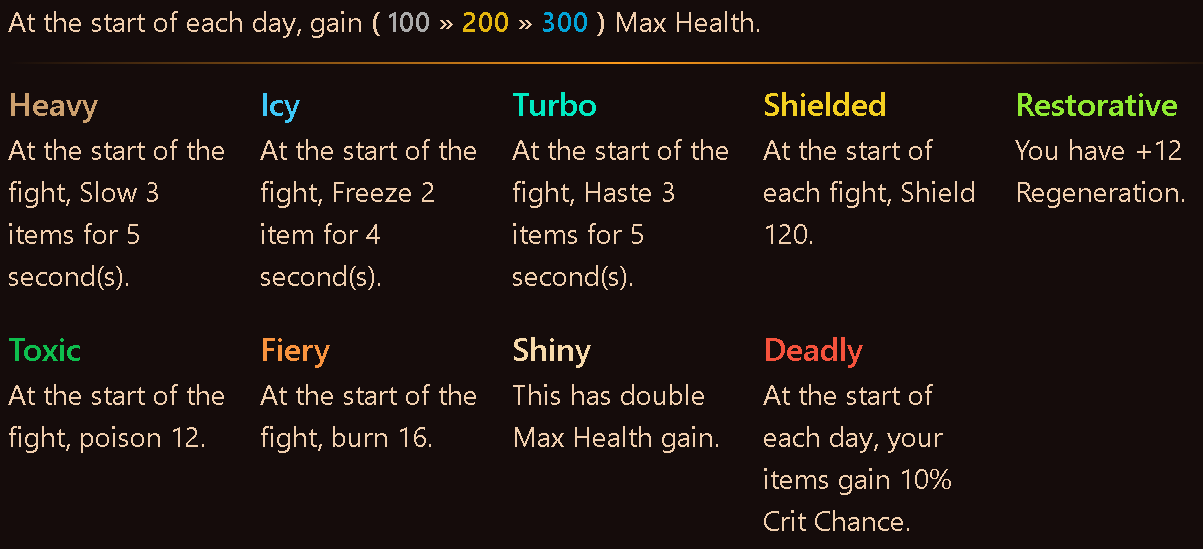 At the start of each day, gain ( 100 » 200 » 300 ) Max Health.
Heavy
At the start of the
fight, Slow 3
items for 5
second(s).
Icy
At the start of the
fight, Freeze 2
item for 4
second(s).
Turbo
At the start of the
fight, Haste 3
items for 5
second(s).
Shielded
At the start of
each fight, Shield
120.
Restorative
You have +12
Regeneration.
Toxic
At the start of the
fight, poison 12.
Fiery
At the start of the
fight, burn 16.
Shiny
This has double
Max Health gain.
Deadly
At the start of
each day, your
items gain 10%
Crit Chance.